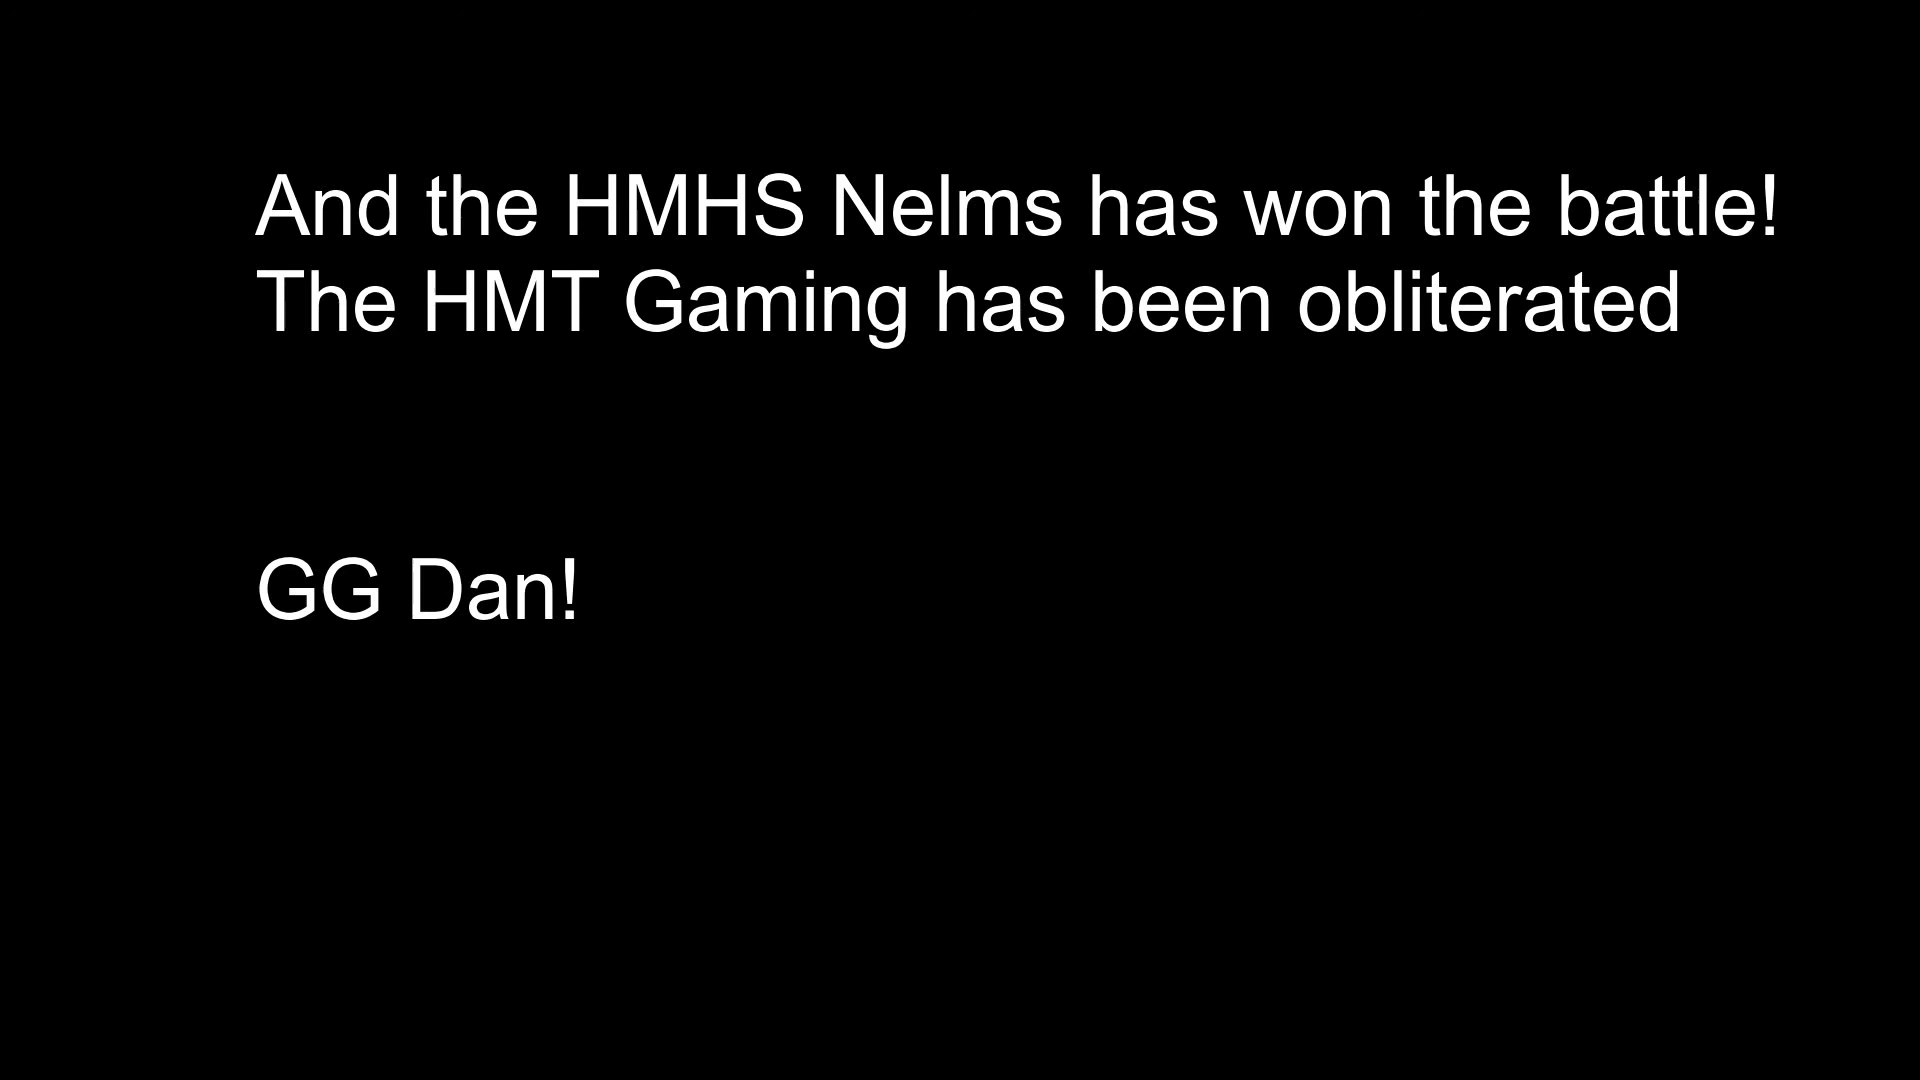 And the HMHS Nelms has won the battle!
The HMT Gaming has been obliterated
GG Dan!